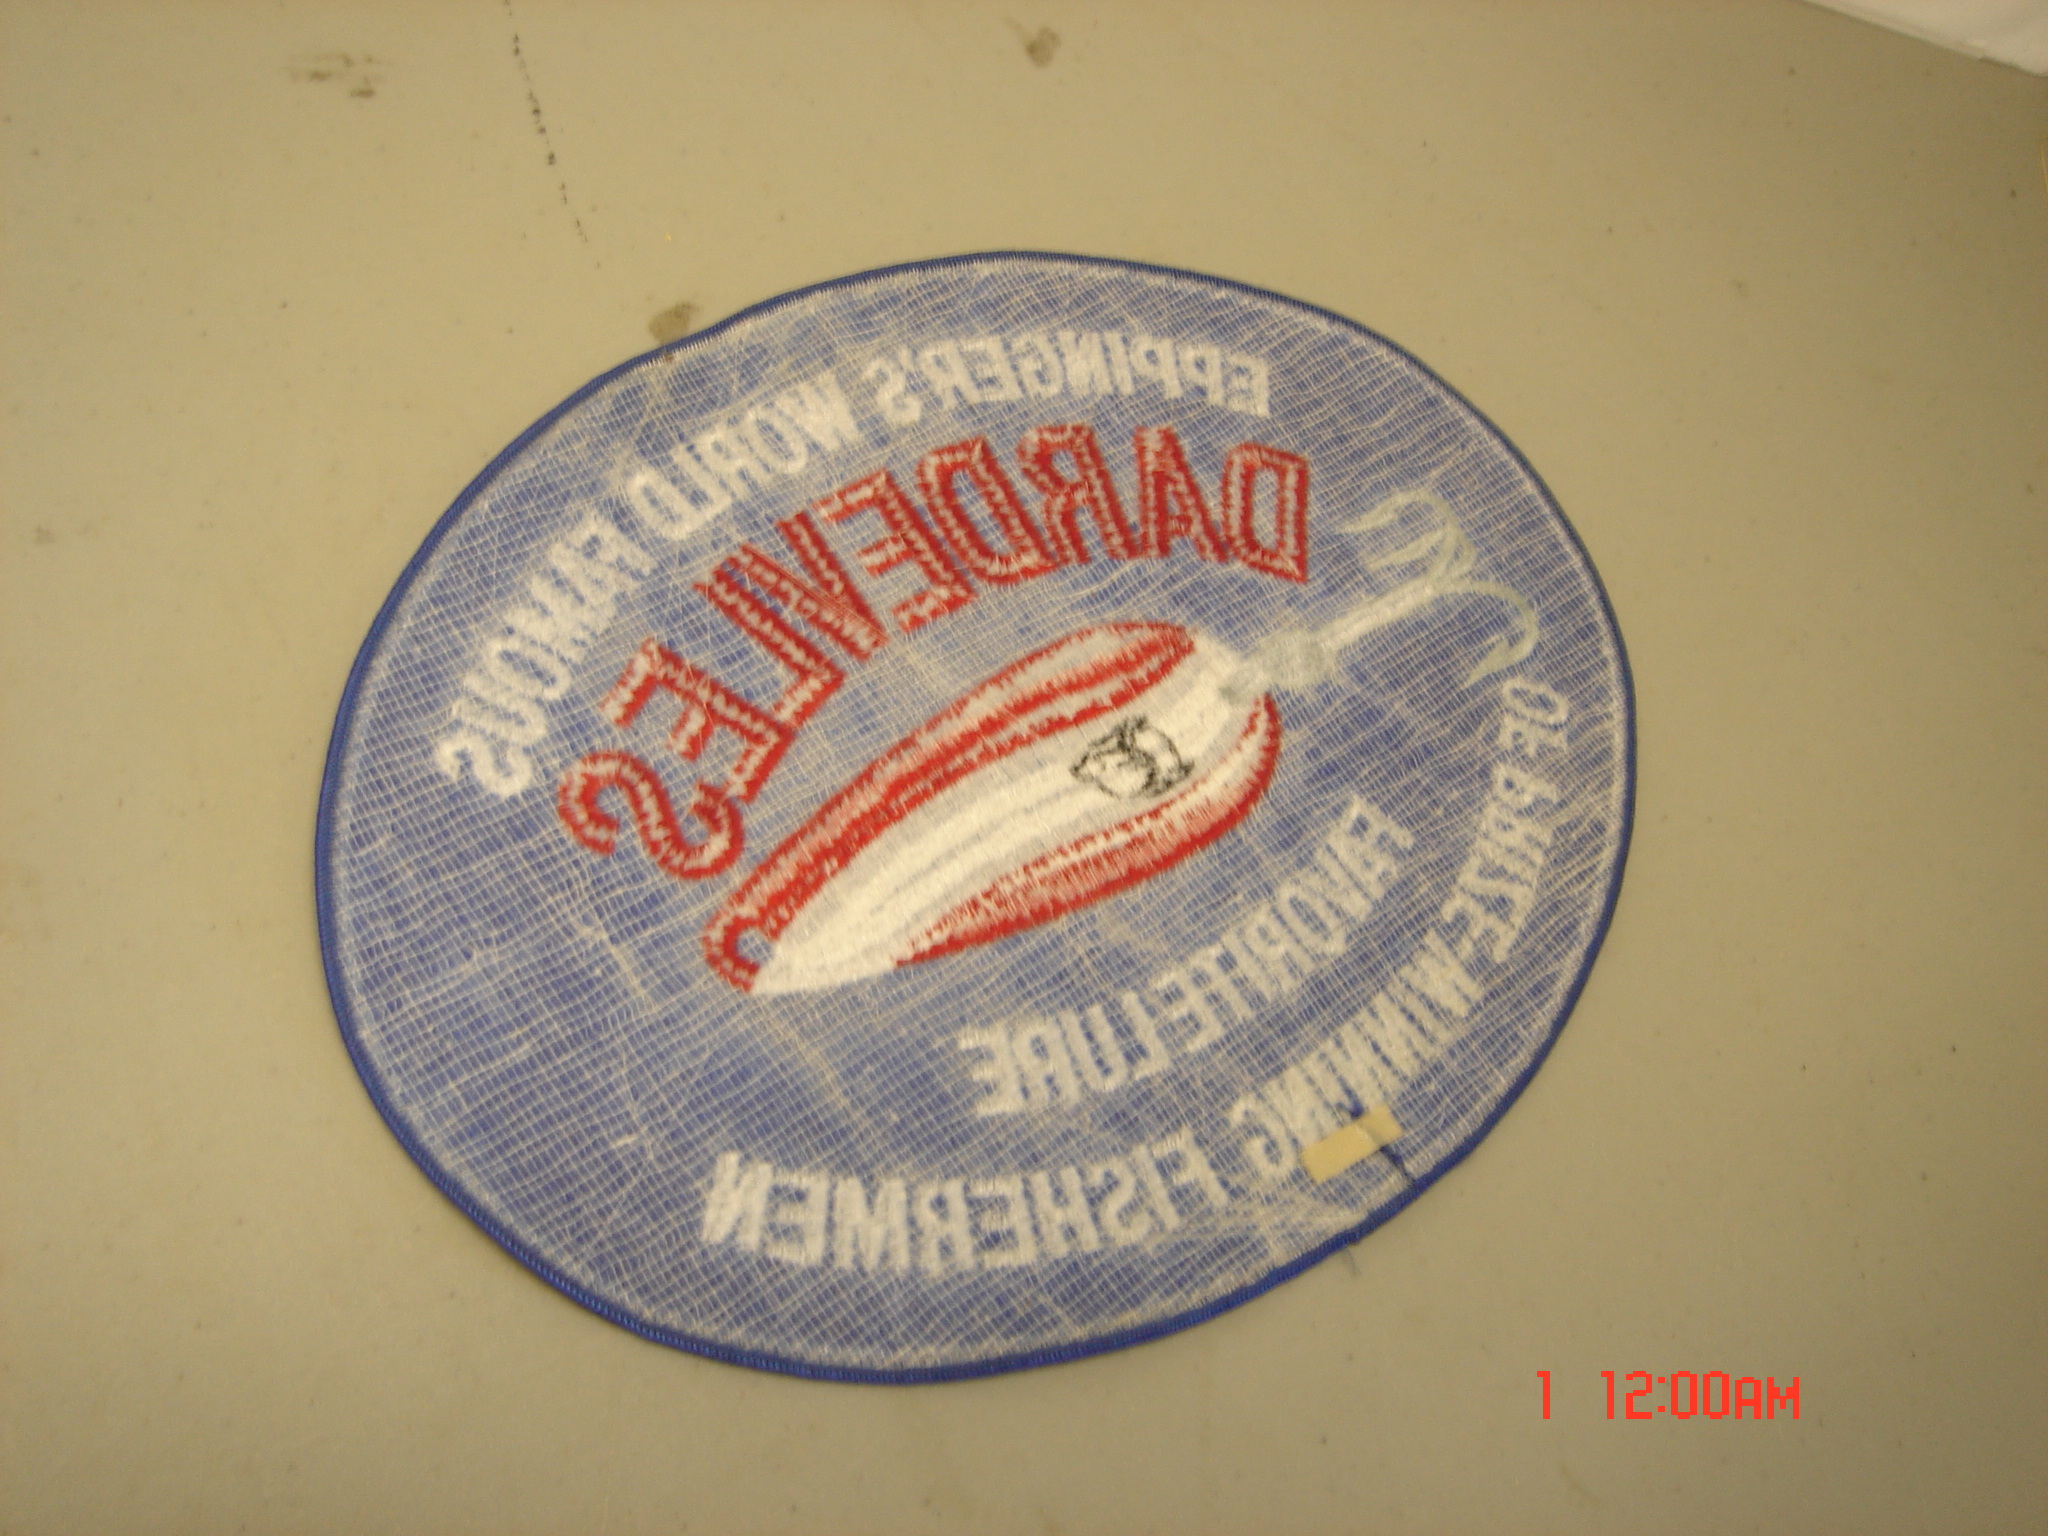 EPPINGER'S WORLD FAMOUS
DARDEVLES
FAVORITE LURE
OF PRIZE-WINNING FISHERMEN
1 12:00AM